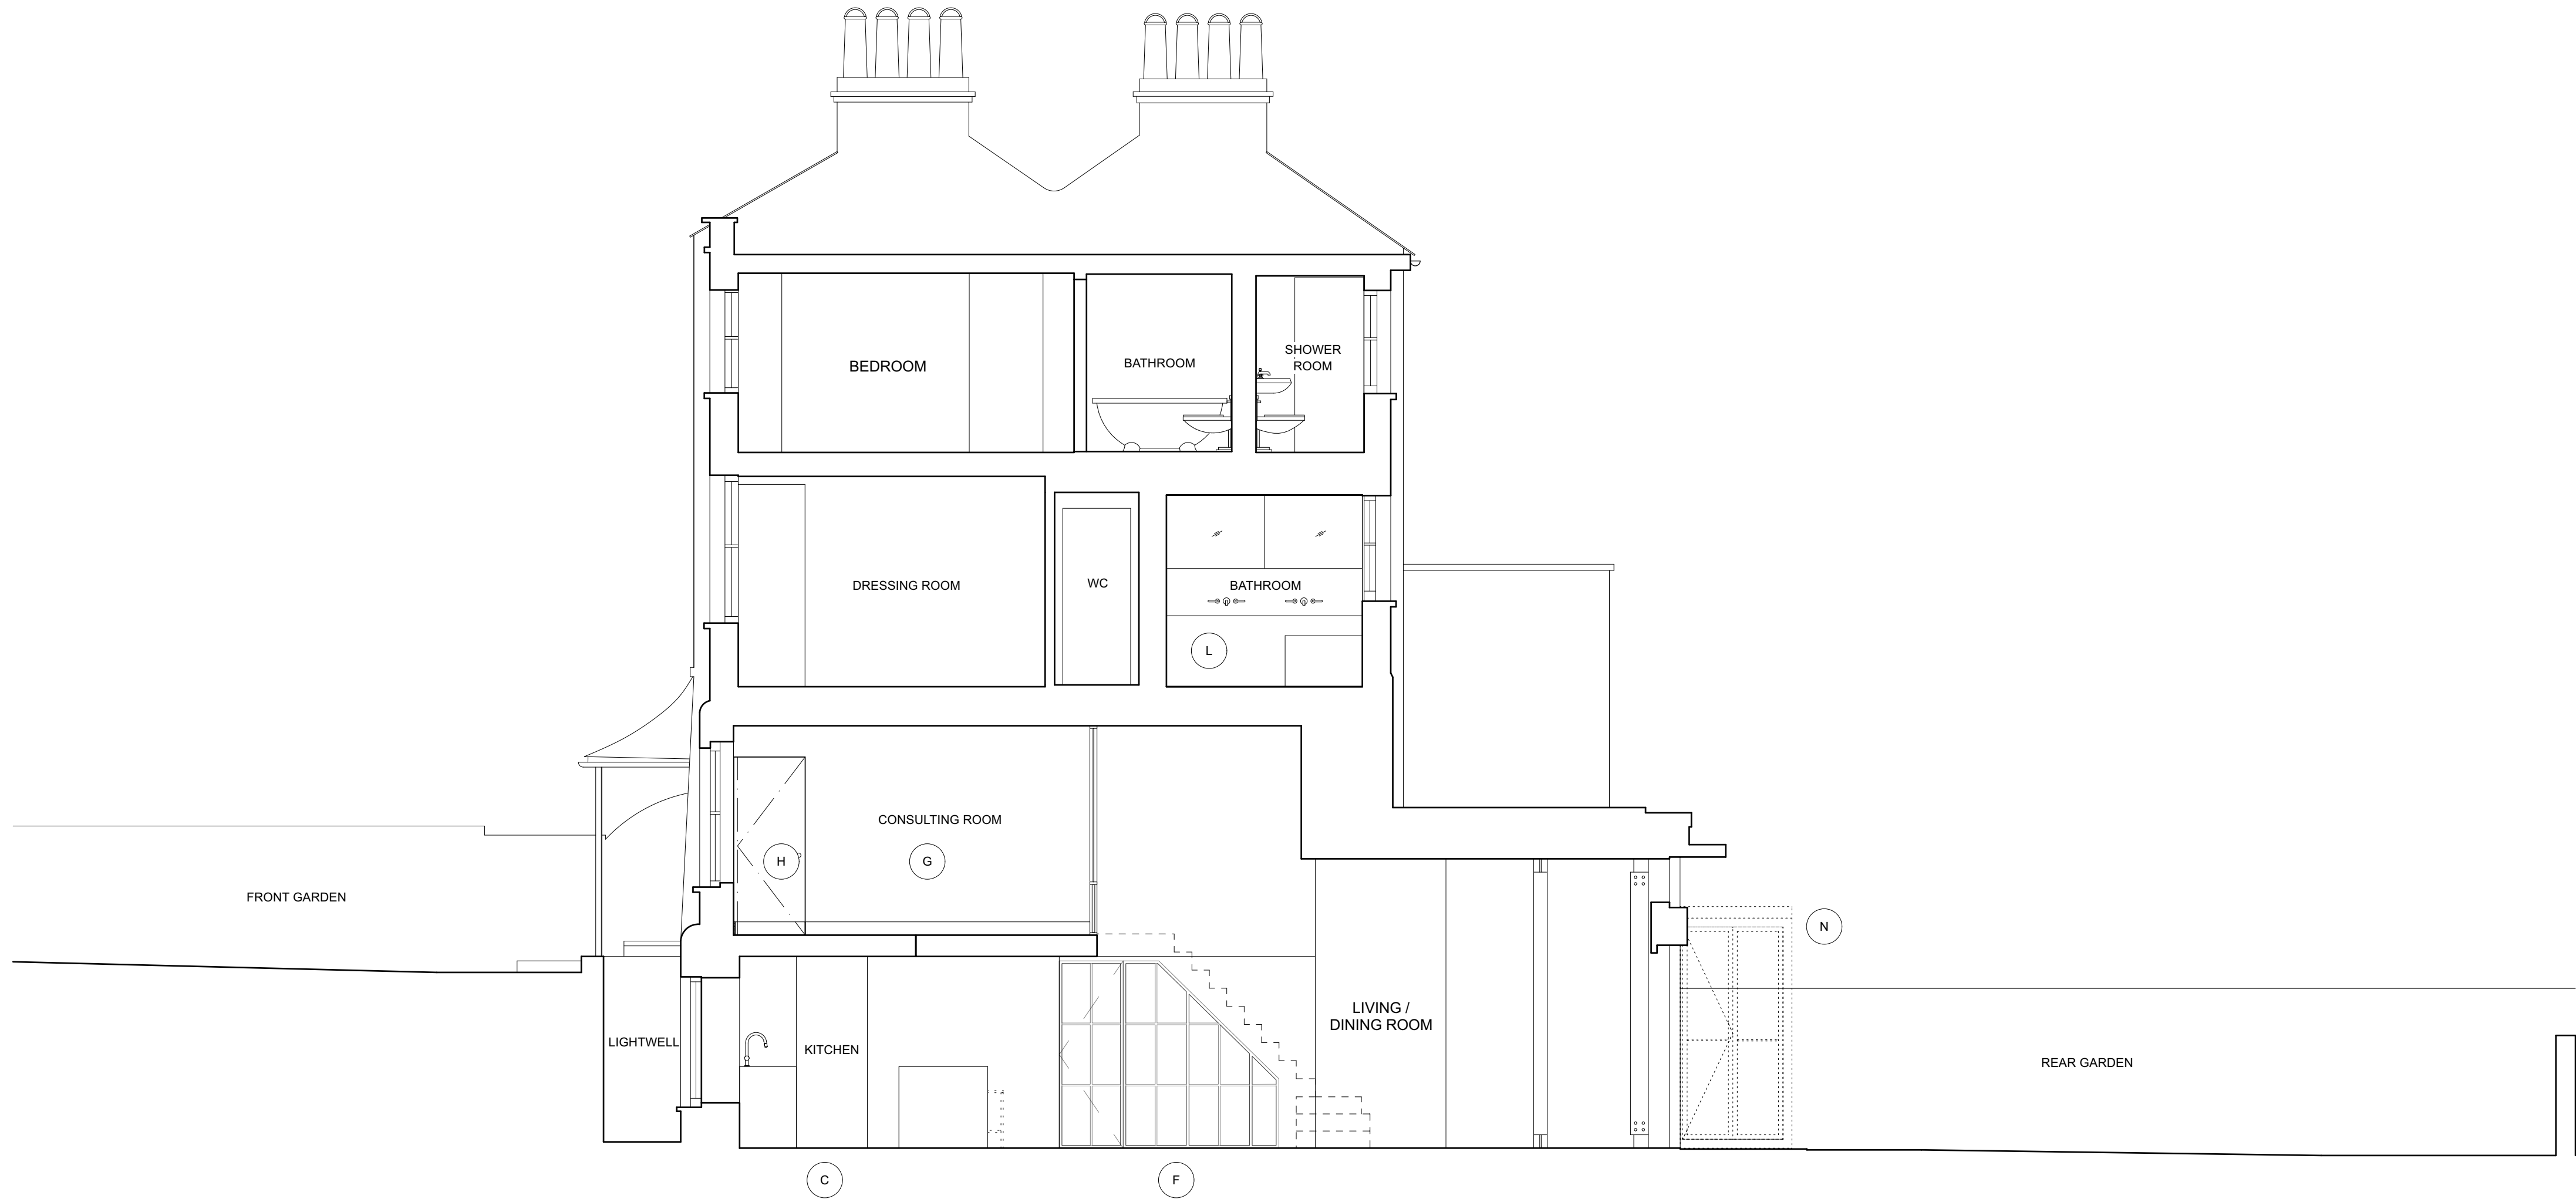 BEDROOM
BATHROOM
SHOWER
ROOM
DRESSING ROOM
WC
BATHROOM
L
CONSULTING ROOM
H
G
FRONT GARDEN
N
LIGHTWELL
KITCHEN
LIVING /
DINING ROOM
REAR GARDEN
C
F